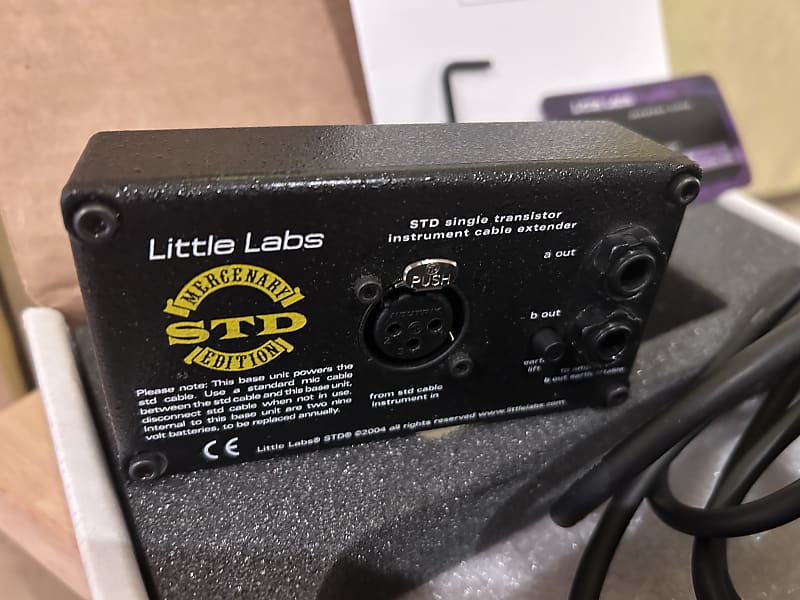 Little Labs
MERCENARY
STD
EDITION
STD single transistor
instrument cable extender
a out
PUSH
b out
lift
b out earth
from std cable
instrument in
Please note: This base unit powers the
std cable. Use a standard mic cable
between the std cable and this base unit,
disconnect std cable when not in use.
Internal to this base unit are two nine
volt batteries, to be replaced annually.
CE
Little Labs® STD® ©2004 all rights reserved www.littlelabs.com